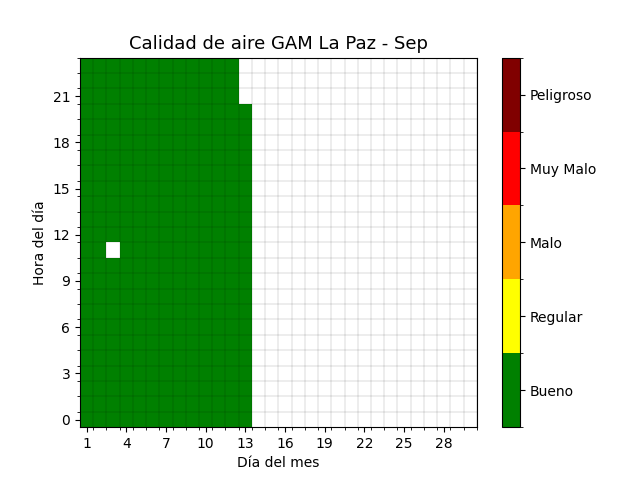 Calidad de aire GAM La Paz - Sep
21
18
15
12
9
6
3
0
Hora del día
1 4 7 10 13 16 19 22 25 28
Día del mes
Peligroso
Muy Malo
Malo
Regular
Bueno